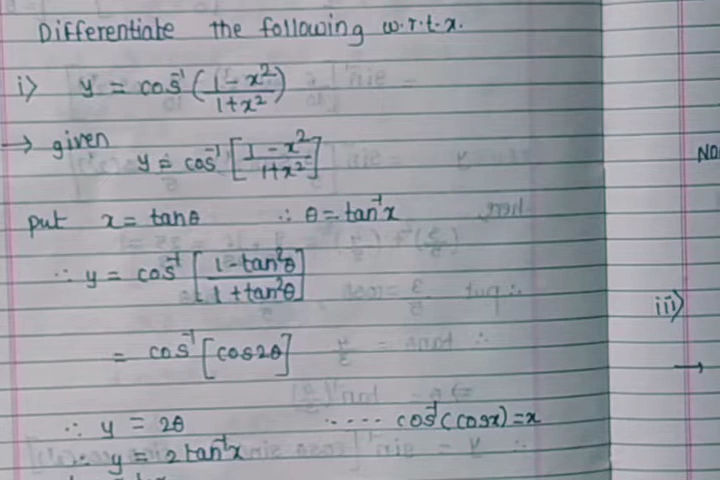 Differentiate the following w.r.t.x.
i) y = cos⁻¹(1-x²/1+x²)
→ given
y = cos⁻¹[1-x²/1+x²]
put x = tanθ ∴ θ = tan⁻¹x
∴ y = cos⁻¹[1-tan²θ/1+tan²θ]
= cos⁻¹[cos2θ]
∴ y = 2θ ..... cos⁻¹(cosx)=x
∴ y = 2tan⁻¹x
No
iii)
→